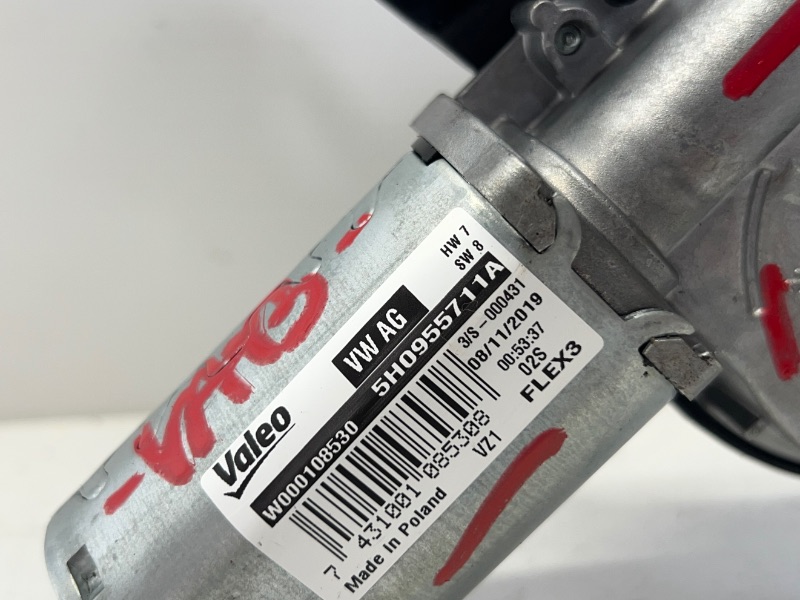 HW 7
SW 8
VW AG
5H0955711A
3/S-000431
08/11/2019
00:53:37
02S
FLEX3
Valeo
W000108530
7 431001 085308
VZ1
Made In Poland